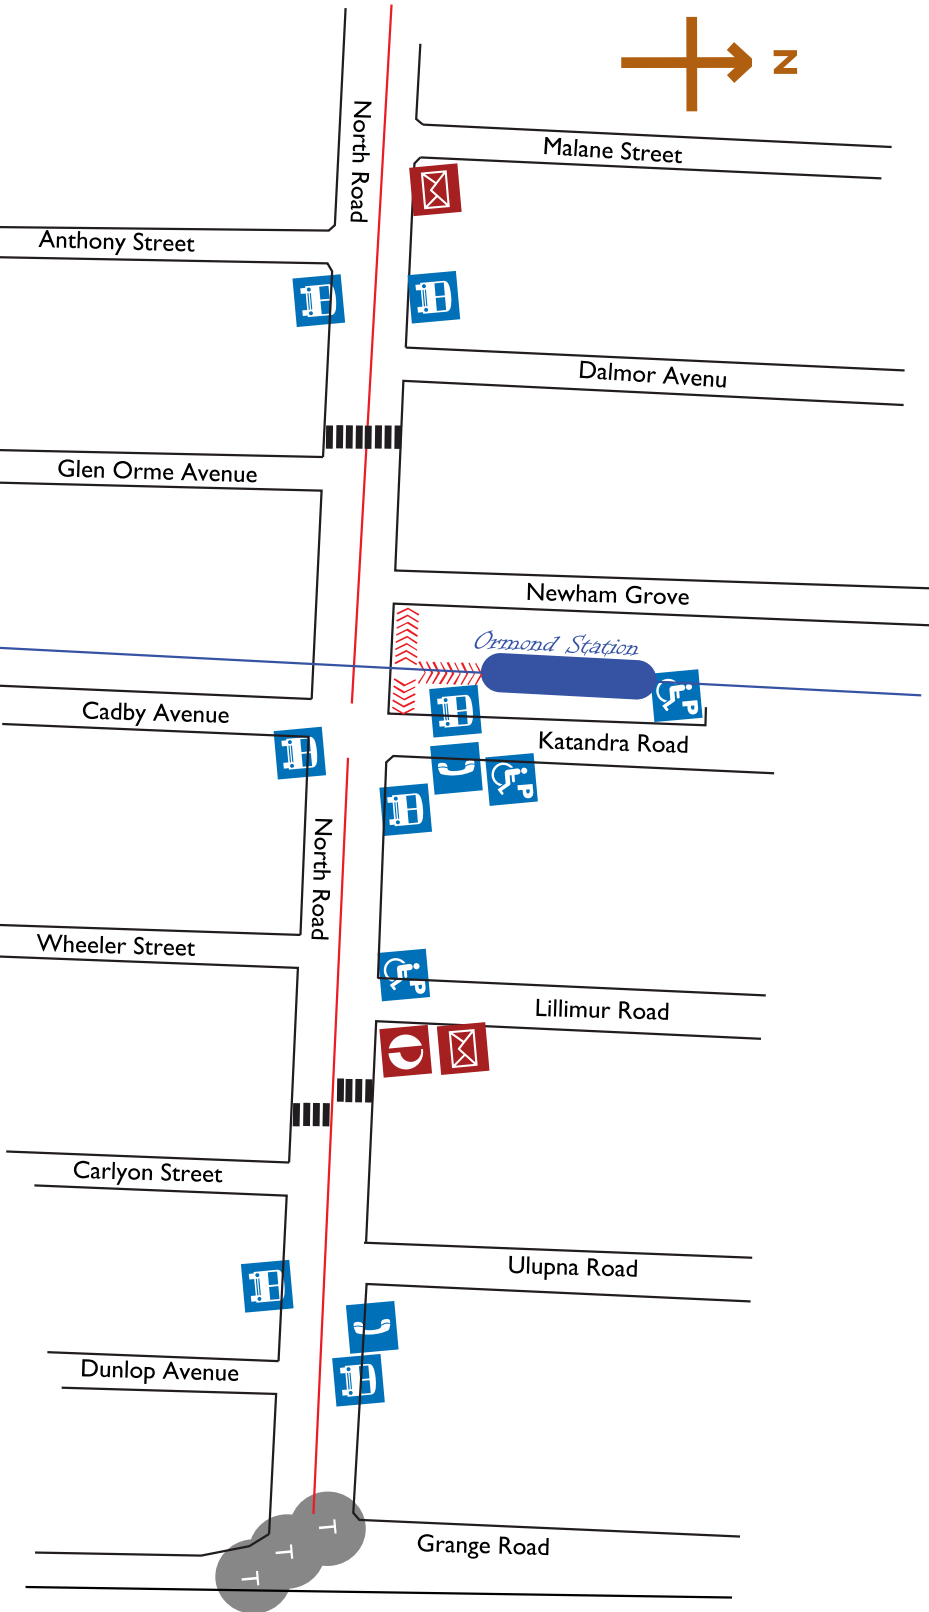 N
North Road
Malane Street
Anthony Street
Dalmor Avenu
Glen Orme Avenue
Newham Grove
Ormond Station
Cadby Avenue
P
Katandra Road
P
North Road
Wheeler Street
P
Lillimur Road
Carlyon Street
Ulupna Road
Dunlop Avenue
T
Grange Road
T
T